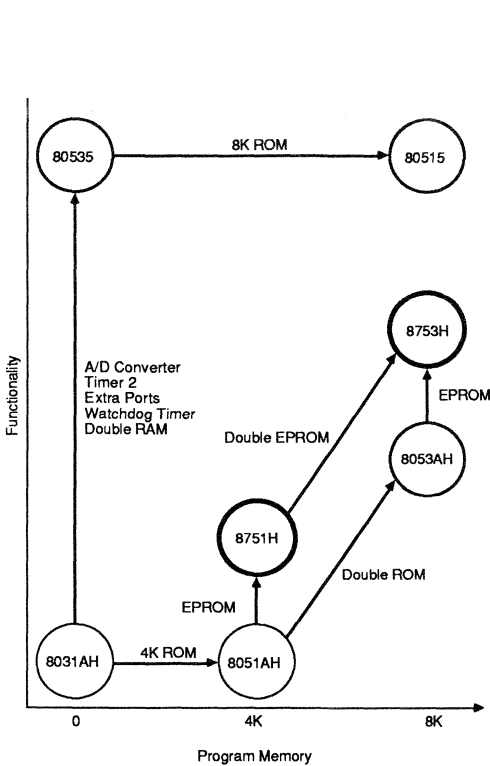 80535
8K ROM
80515
8753H
A/D Converter
Timer 2
Extra Ports
Watchdog Timer
Double RAM
Functionality
EPROM
Double EPROM
8053AH
8751H
Double ROM
EPROM
8031AH
4K ROM
8051AH
0
4K
8K
Program Memory